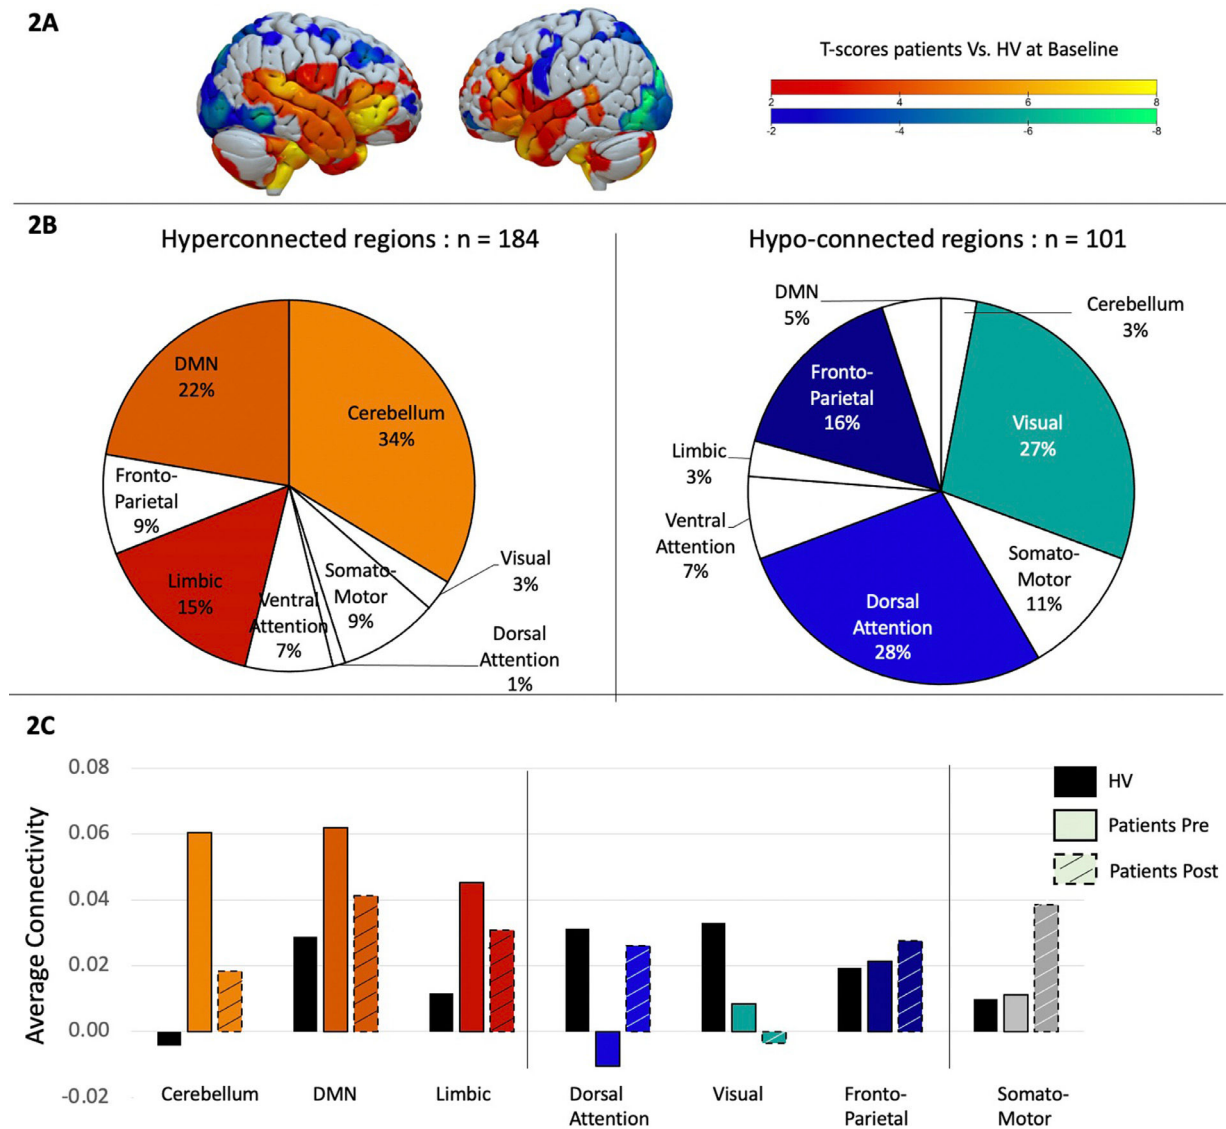 2A
T-scores patients Vs. HV at Baseline
2 4 6 8
-2 -4 -6 -8
2B
Hyperconnected regions : n = 184
DMN
22%
Cerebellum
34%
Fronto-
Parietal
9%
Limbic
15%
Ventral
Attention
7%
Somato-
Motor
9%
Visual
3%
Dorsal
Attention
1%
Hypo-connected regions : n = 101
DMN
5%
Cerebellum
3%
Fronto-
Parietal
16%
Visual
27%
Limbic
3%
Ventral
Attention
7%
Somato-
Motor
11%
Dorsal
Attention
28%
2C
Average Connectivity
0.08
0.06
0.04
0.02
0.00
-0.02
HV
Patients Pre
Patients Post
Cerebellum
DMN
Limbic
Dorsal
Attention
Visual
Fronto-
Parietal
Somato-
Motor